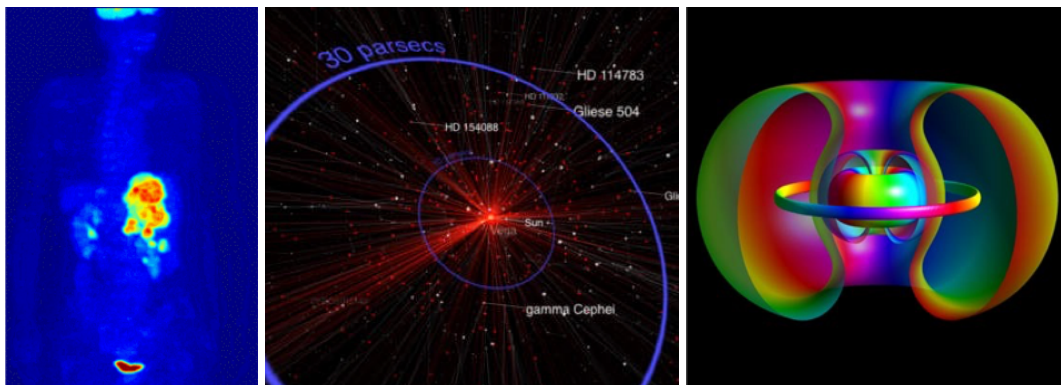 30 parsecs
HD 114783
Gliese 504
HD 154088
Sun
Vega
gamma Cephei